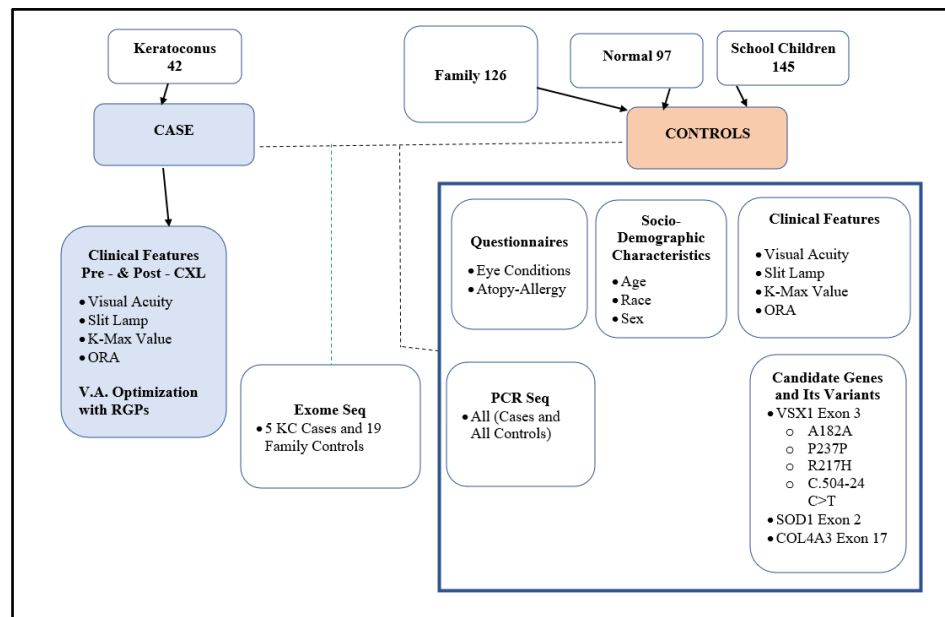 Keratoconus
42
CASE
Family 126
Normal 97
School Children
145
CONTROLS
Clinical Features
Pre - & Post - CXL
• Visual Acuity
• Slit Lamp
• K-Max Value
• ORA
V.A. Optimization
with RGPs
Exome Seq
• 5 KC Cases and 19
Family Controls
Questionnaires
• Eye Conditions
• Atopy-Allergy
Socio-
Demographic
Characteristics
• Age
• Race
• Sex
Clinical Features
• Visual Acuity
• Slit Lamp
• K-Max Value
• ORA
PCR Seq
• All (Cases and
All Controls)
Candidate Genes
and Its Variants
• VSX1 Exon 3
o A182A
o P237P
o R217H
o C.504-24
C>T
• SOD1 Exon 2
• COL4A3 Exon 17